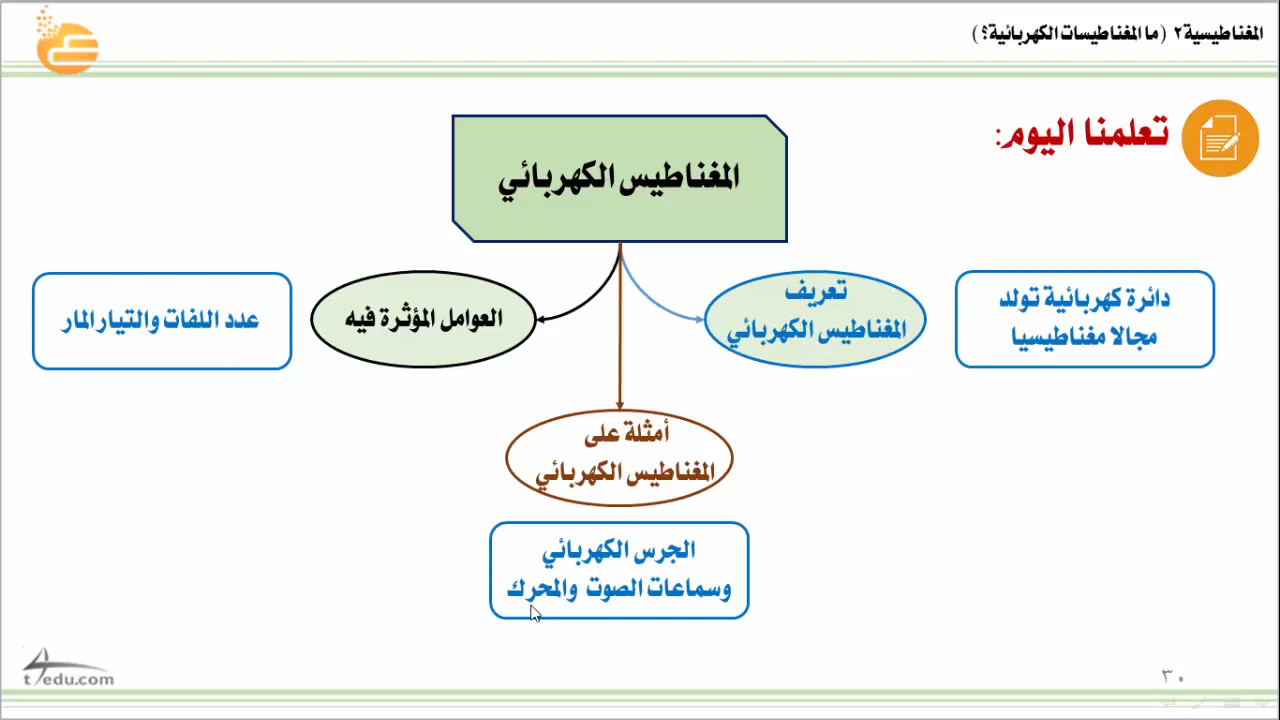 المغناطيسية٢ (ما المغناطيسات الكهربائية؟)
تعلمنا اليوم:
المغناطيس الكهربائي
تعريف
المغناطيس الكهربائي
دائرة كهربائية تولد
مجالا مغناطيسيا
العوامل المؤثرة فيه
عدد اللفات والتيار المار
أمثلة على
المغناطيس الكهربائي
الجرس الكهربائي
وسماعات الصوت والمحرك
t4edu.com
٣٠